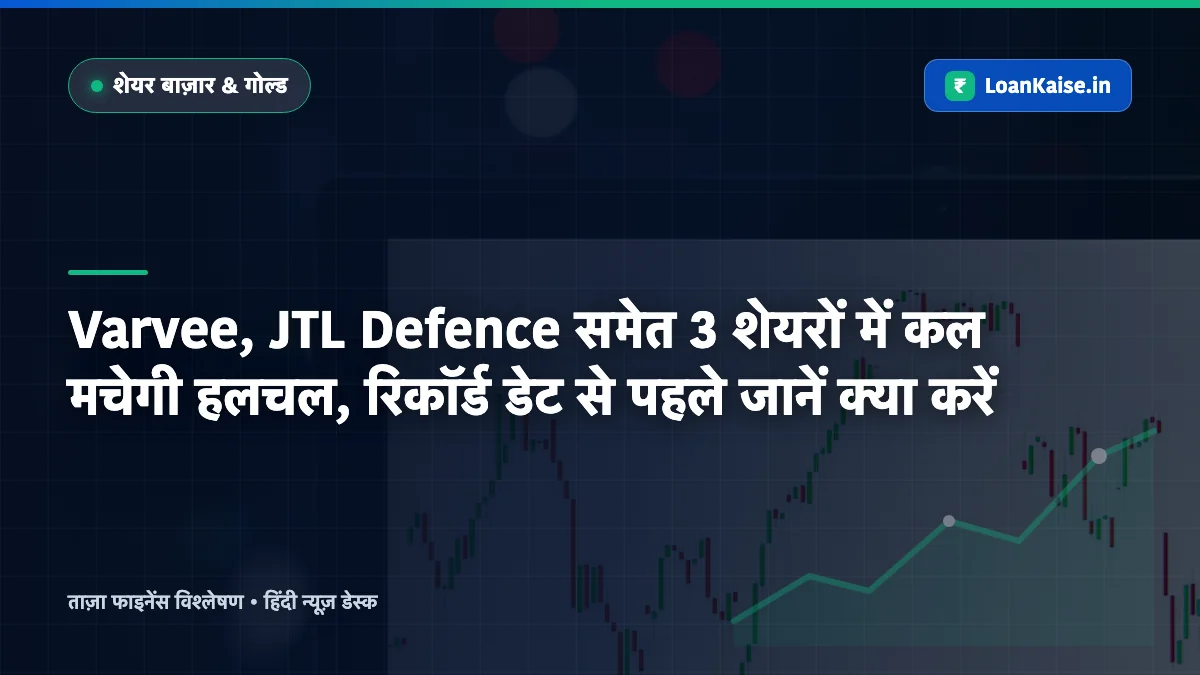 शेयर बाज़ार & गोल्ड
₹ LoanKaise.in
Varvee, JTL Defence समेत 3 शेयरों में कल
मचेगी हलचल, रिकॉर्ड डेट से पहले जानें क्या करें
ताज़ा फाइनेंस विश्लेषण • हिंदी न्यूज़ डेस्क